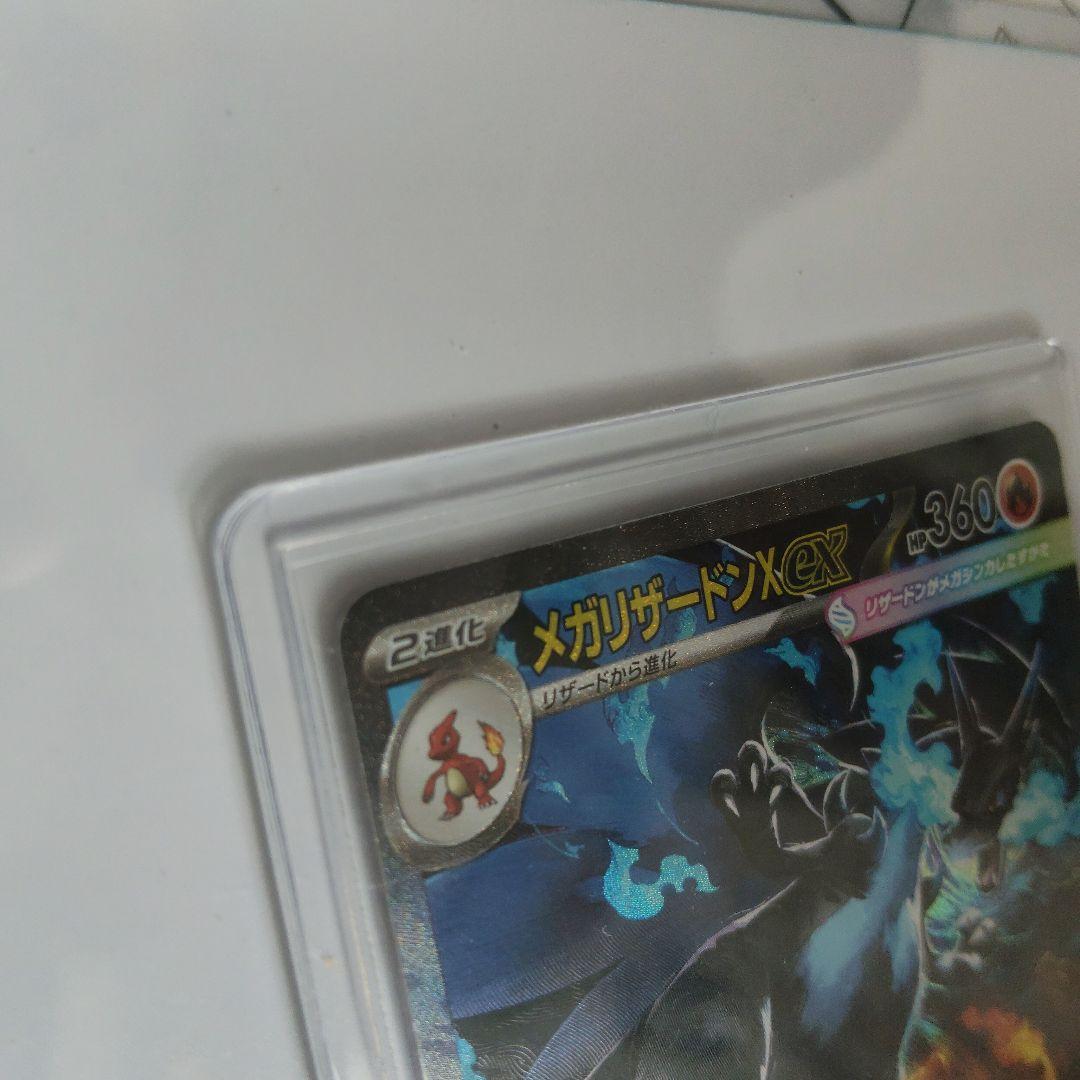 2進化
メガリザードンXex
HP360
リザードンがメガシンカしたすがた
リザードから進化